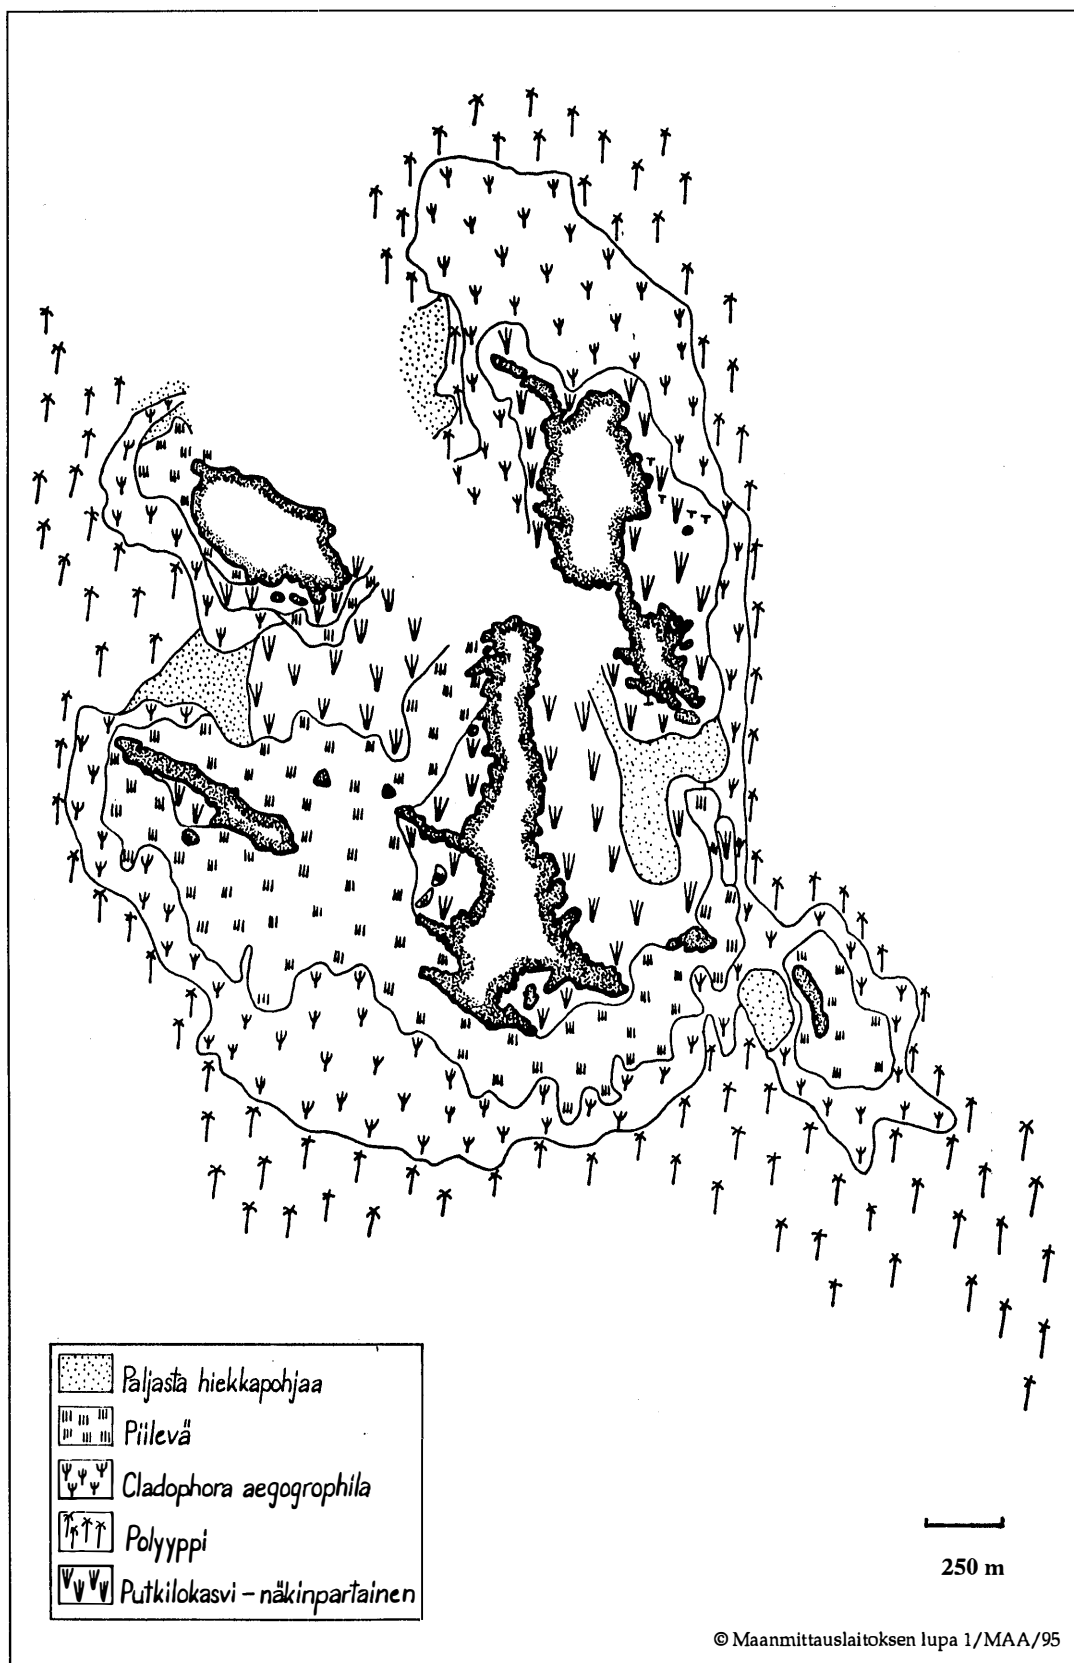 Paljasta hiekkapohjaa
Piilevä
Cladophora aegogrophila
Polyyppi
Putkilokasvi – näkinpartainen
250 m
© Maanmittauslaitoksen lupa 1/MAA/95